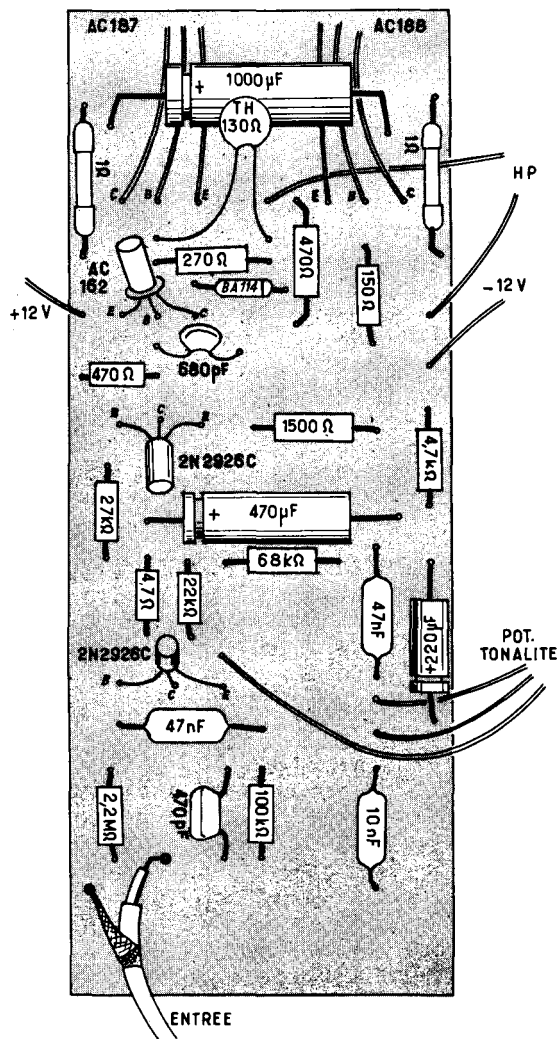 AC187
AC188
+
1000µF
TH
130Ω
1Ω
1Ω
C
B
E
E
B
C
HP
270Ω
470Ω
150Ω
AC
162
BA114
-12V
+12V
E
B
C
680pF
470Ω
C
1500Ω
4,7kΩ
2N2926C
27kΩ
+
470µF
68kΩ
4,7Ω
22kΩ
47nF
220µF
+
POT.
TONALITE
2N2926C
B
C
E
47nF
2,2MΩ
470pF
100kΩ
10nF
ENTREE